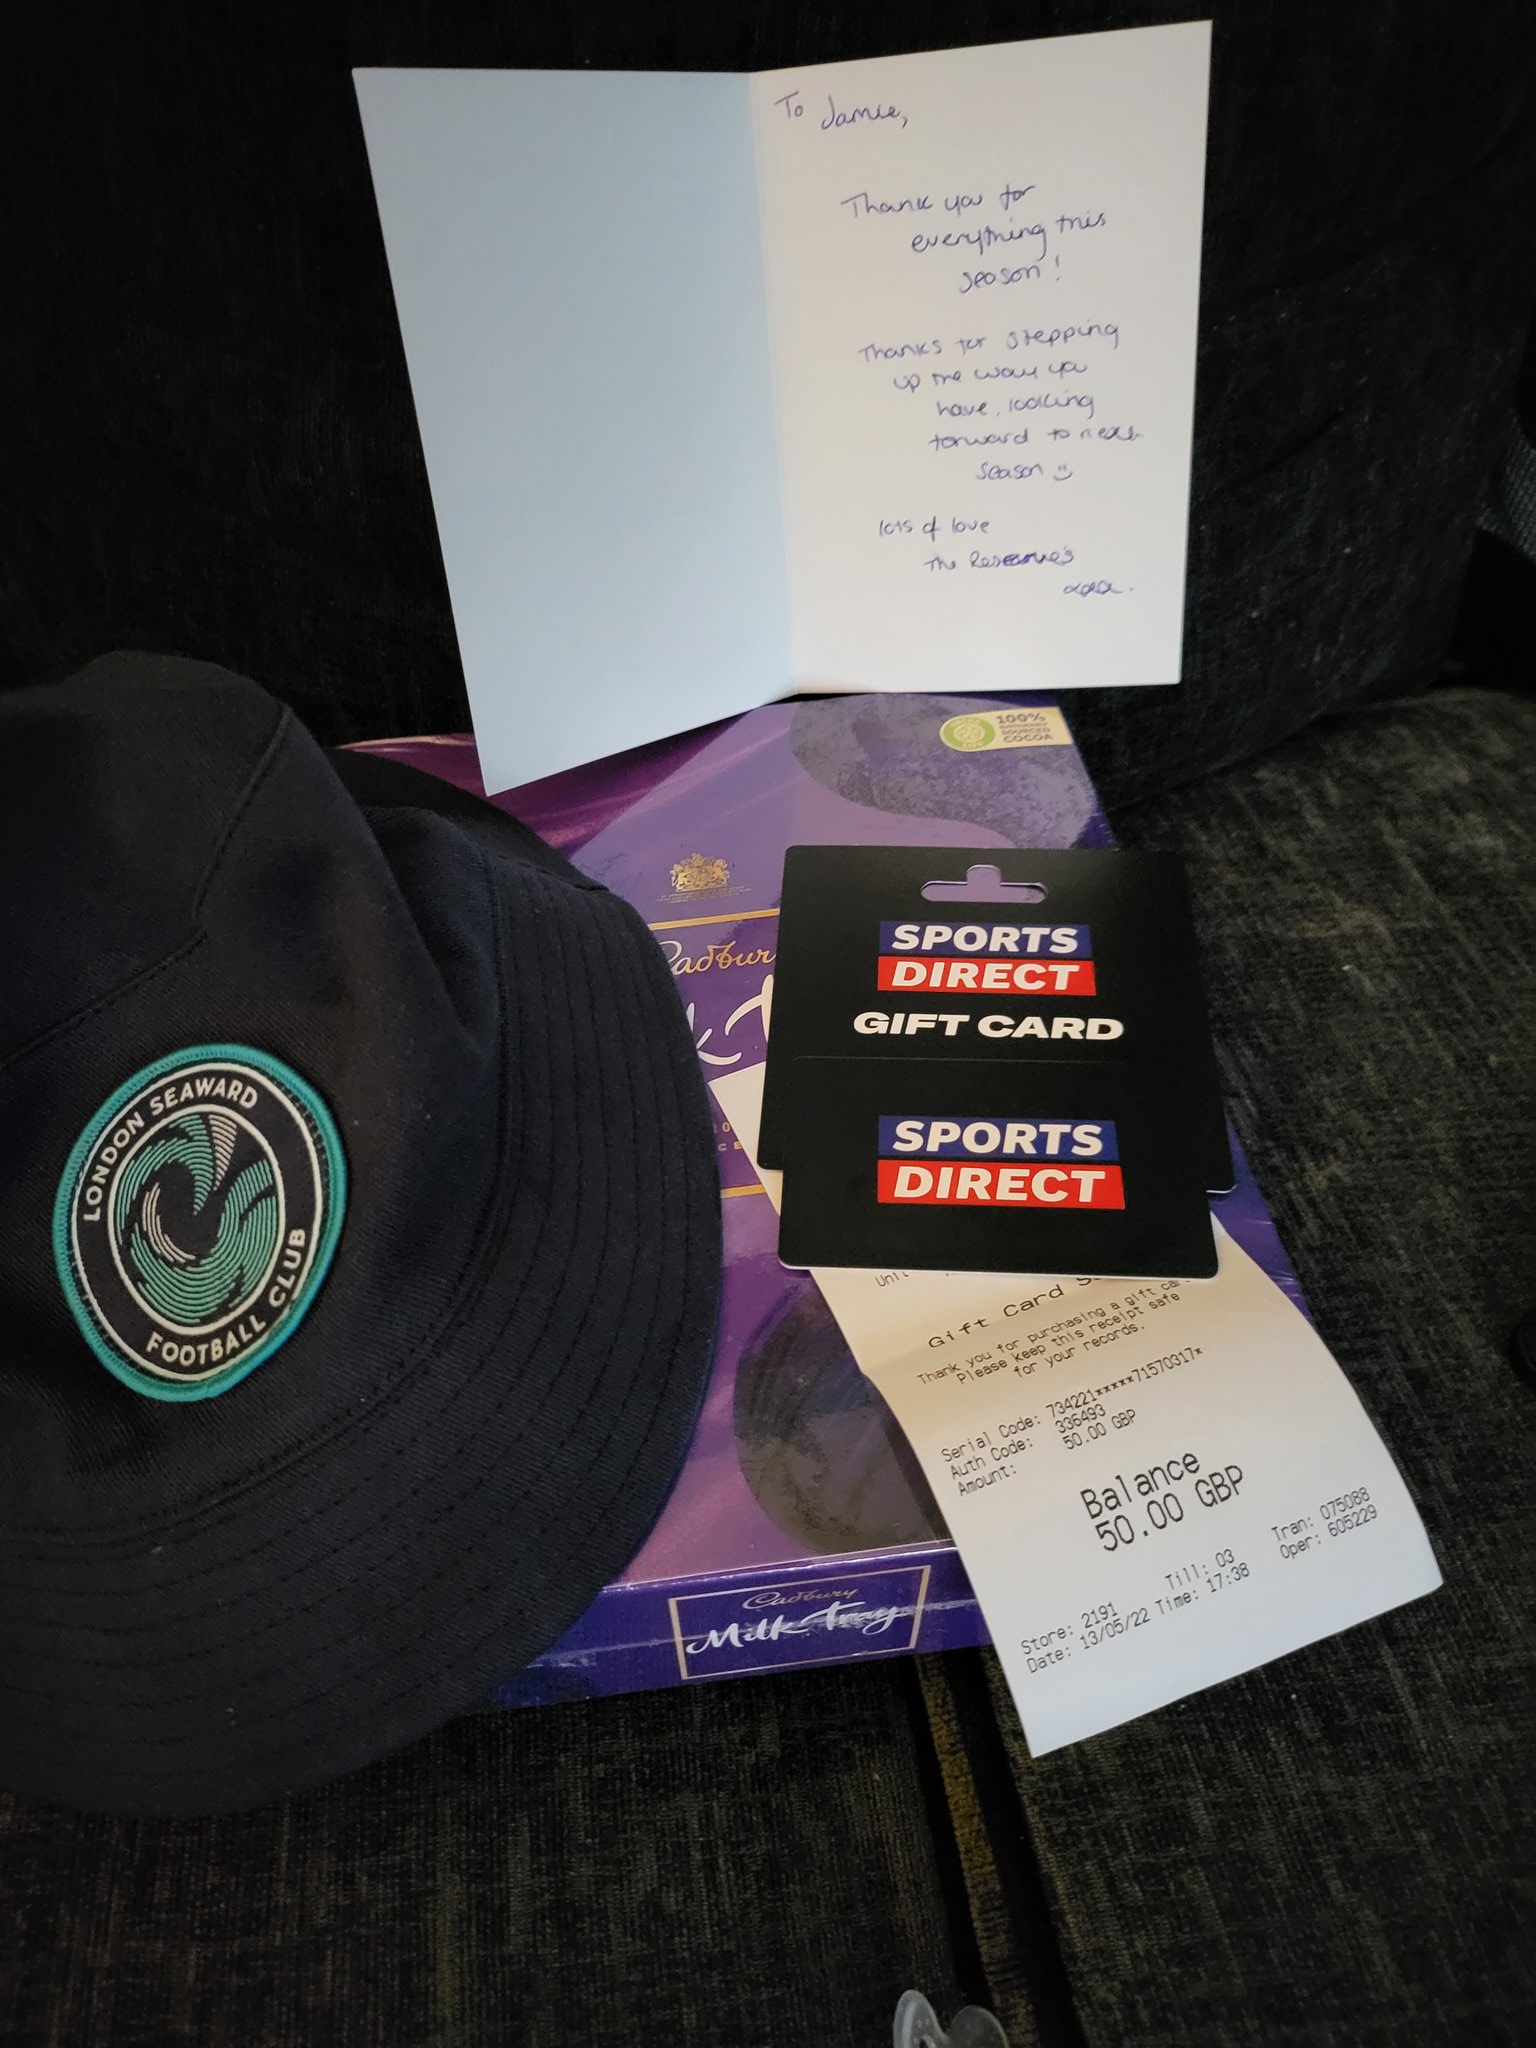 To Jamie,
Thank you for
everything this
season!
Thanks for stepping
up the way you
have, looking
forward to next
season
lots of love
The
100%
SOURCED
COCOA
Cadbury
SPORTS
DIRECT
GIFT CARD
SPORTS
DIRECT
LONDON SEAWARD
FOOTBALL CLUB
Gift Card
Thank you for purchasing a gift
Please keep this receipt safe
for your records.
Serial Code: 734221*****71570317*
Auth Code: 336493
Amount: 50.00 GBP
Balance
50.00 GBP
Till: 03 Tran: 075088
Store: 2191 Oper: 605229
Date: 13/05/22 Time: 17:38
Cadbury
Milk Tray